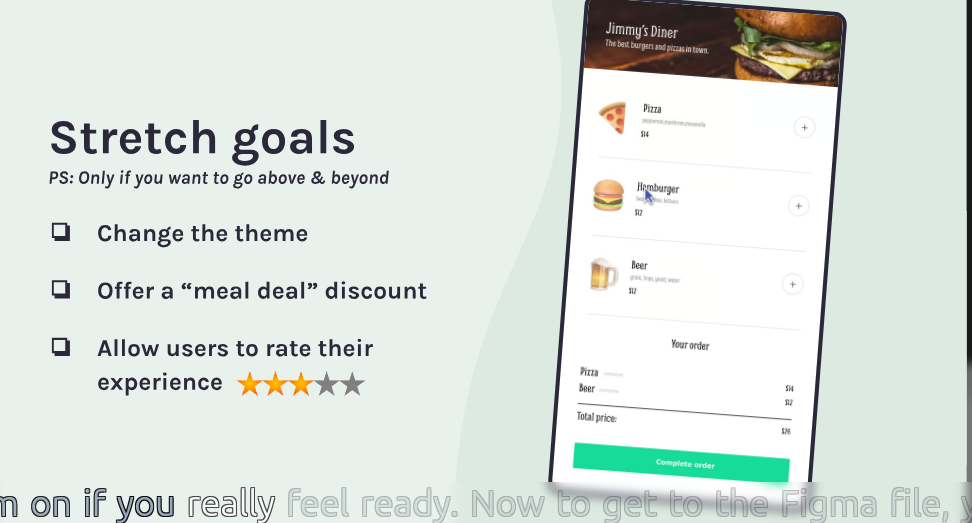 Jimmy's Diner
The best burgers and pizzas in town.
Stretch goals
PS: Only if you want to go above & beyond
Change the theme
Offer a “meal deal” discount
Allow users to rate their
experience
Pizza
pepperoni,mushrom,mozarella
$14
+
Hamburger
lettuce
$12
+
Beer
grain, hops, yeast, water
$12
+
Your order
Pizza remove $14
Beer remove $12
Total price: $26
Complete order
on if you really feel ready. Now to get to the Figma file,